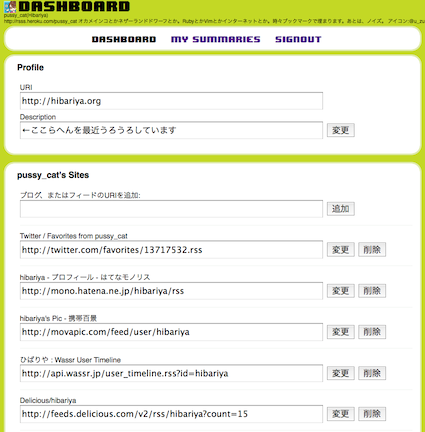 DASHBOARD
pussy_cat(Hibariya)
http://rssa.heroku.com/pussy_cat オカメインコとかネザーランドドワーフとか。RubyとかVimとかインターネットとか。時々ブックマークで埋まります。あとは、ノイズ。 アイコン:@u_zu
DASHBOARD MY SUMMARIES SIGNOUT
Profile
URI
http://hibariya.org
Description
←ここらへんを最近うろうろしています 変更
pussy_cat's Sites
ブログ、またはフィードのURIを追加:
追加
Twitter / Favorites from pussy_cat
http://twitter.com/favorites/13717532.rss 変更 削除
hibariya - プロフィール - はてなモノリス
http://mono.hatena.ne.jp/hibariya/rss 変更 削除
hibariya's Pic - 携帯百景
http://movapic.com/feed/user/hibariya 変更 削除
ひばりや : Wassr User Timeline
http://api.wassr.jp/user_timeline.rss?id=hibariya 変更 削除
Delicious/hibariya
http://feeds.delicious.com/v2/rss/hibariya?count=15 変更 削除